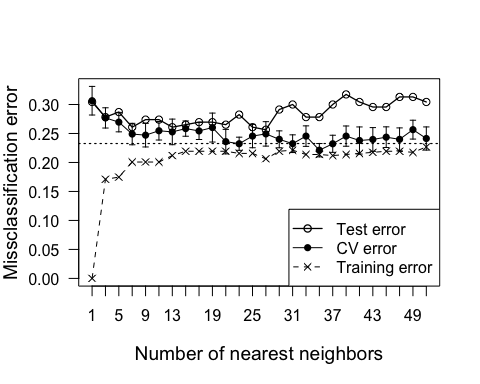 Missclassification error
0.30
0.25
0.20
0.15
0.10
0.05
0.00
Test error
CV error
Training error
1 5 9 13 19 25 31 37 43 49
Number of nearest neighbors